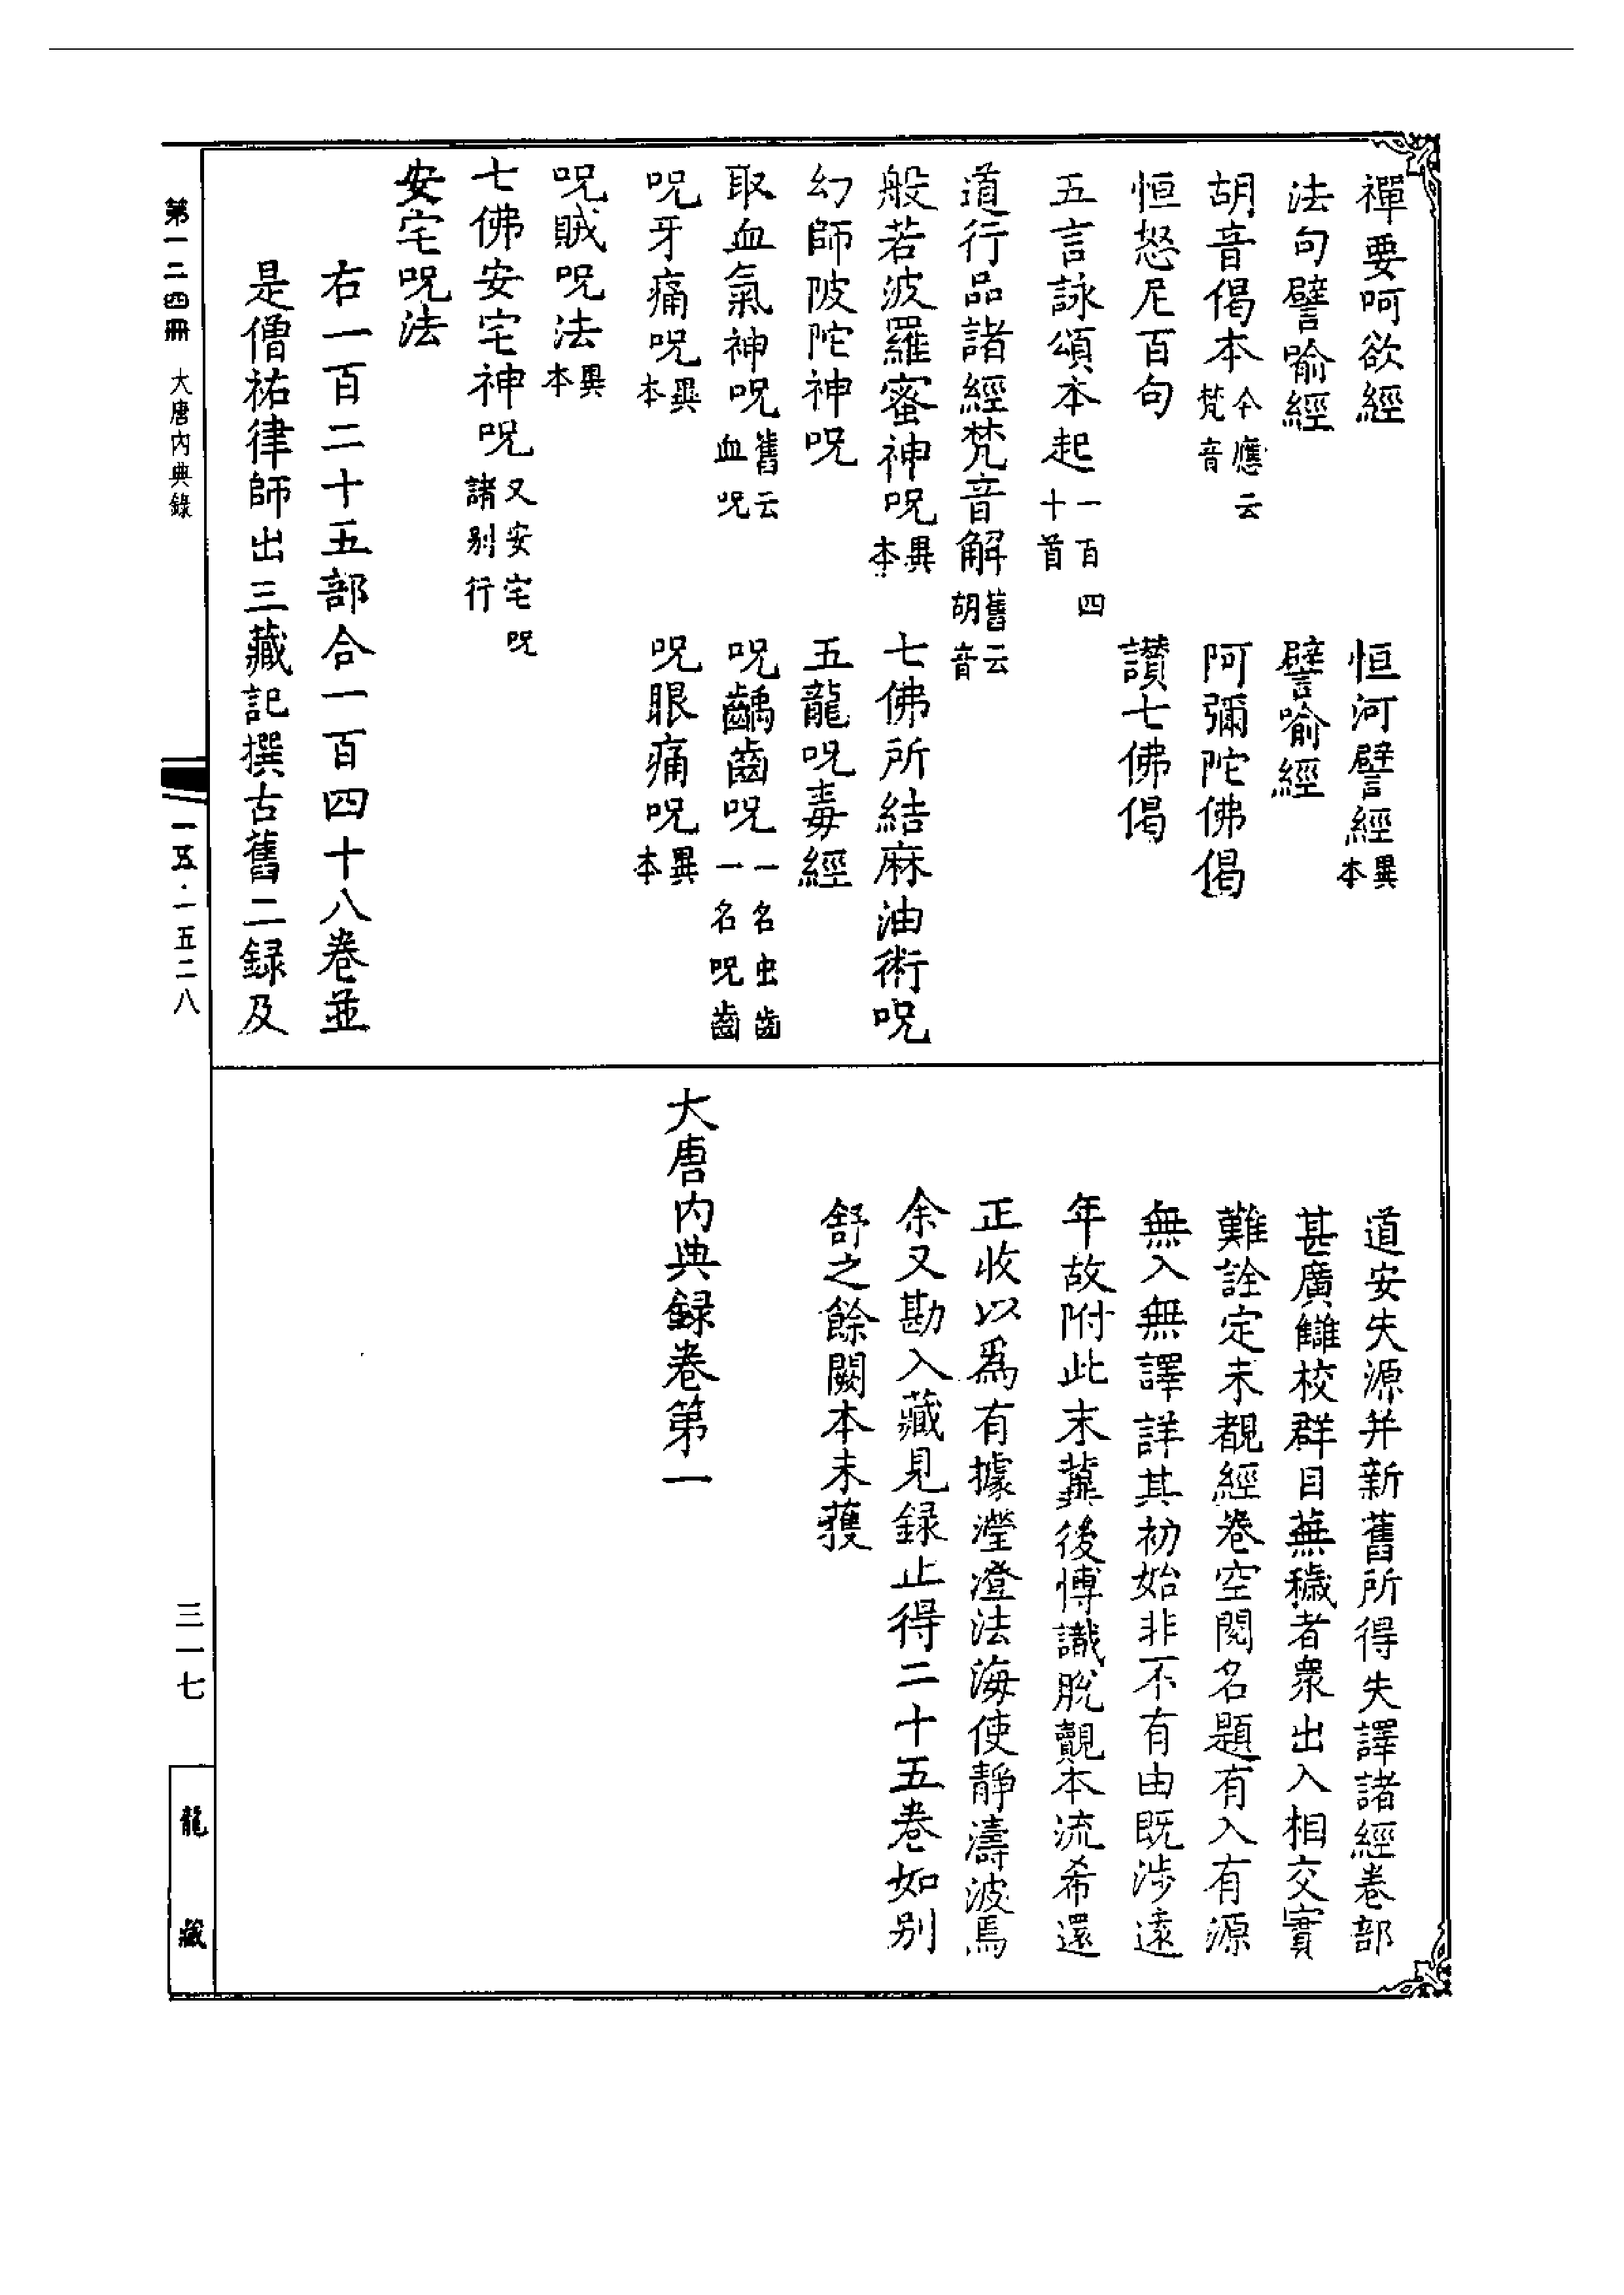 禪要呵欲經　恒河譬經異本
法句譬喻經　譬喻經
胡音偈本今應云梵音　阿彌陀佛偈
恒怒尼百句　讚七佛偈
五言詠頌本起一百四十首
道行品諸經梵音解舊云胡音
般若波羅蜜神呪異本　七佛所結麻油術呪
幻師陂陀神呪　五龍呪毒經
取血氣神呪舊云血呪　呪齲齒呪一名虫齒一名呪齒
呪牙痛呪異本　呪眼痛呪異本
呪賊呪法異本
七佛安宅神呪又安宅呪諸別行
安宅呪法
右一百二十五部合一百四十八卷並
是僧祐律師出三藏記撰古舊二録及
道安失源并新舊所得失譯諸經卷部
甚廣讎校群目蕪穢者衆出入相交實
難詮定未覩經卷空閱名題有入有源
無入無譯詳其初始非不有由既涉遠
年故附此末冀後博識脫覿本流希還
正收以爲有據瀅澄法海使靜濤波焉
余又勘入藏見録止得二十五卷如别
舒之餘闕本未獲
大唐内典録卷第一
第一二四冊　大唐內典錄
一五·一五二八
三一七
龍藏